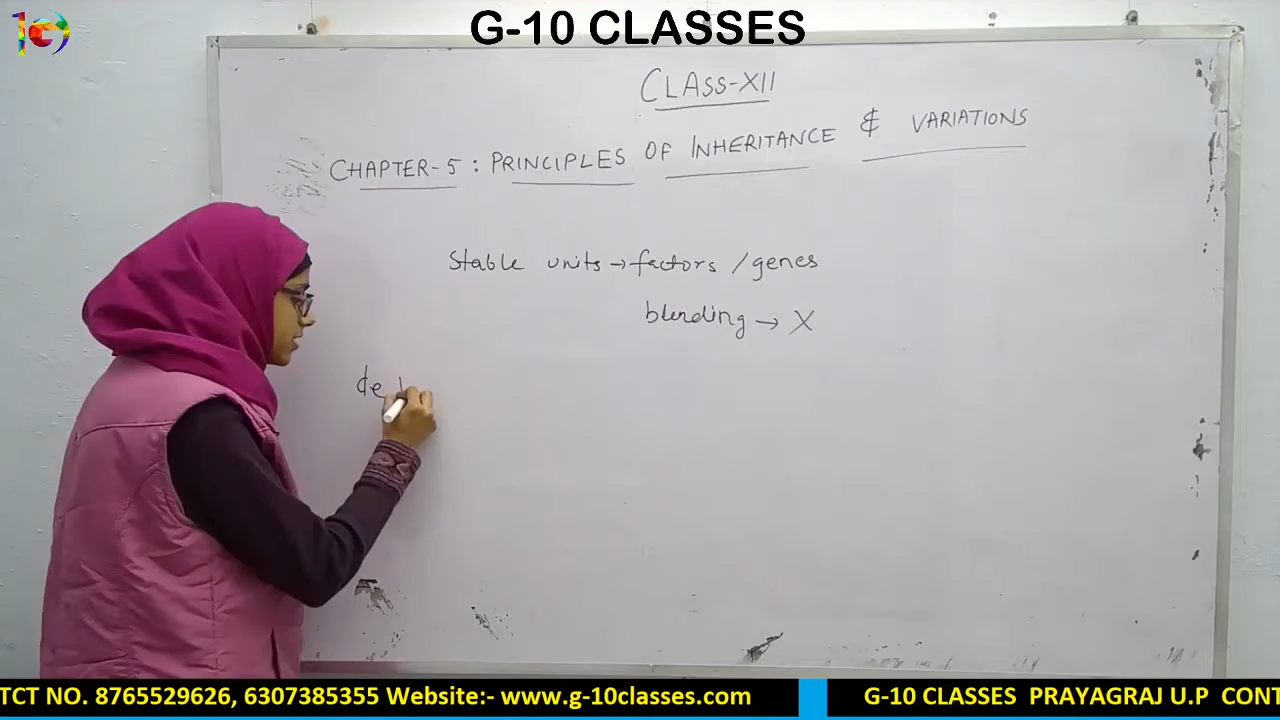 G-10 CLASSES
CLASS-XII
CHAPTER-5 : PRINCIPLES OF INHERITANCE & VARIATIONS
Stable units → factors / genes
blending → X
de
TCT NO. 8765529626, 6307385355 Website:- www.g-10classes.com
G-10 CLASSES PRAYAGRAJ U.P CONT